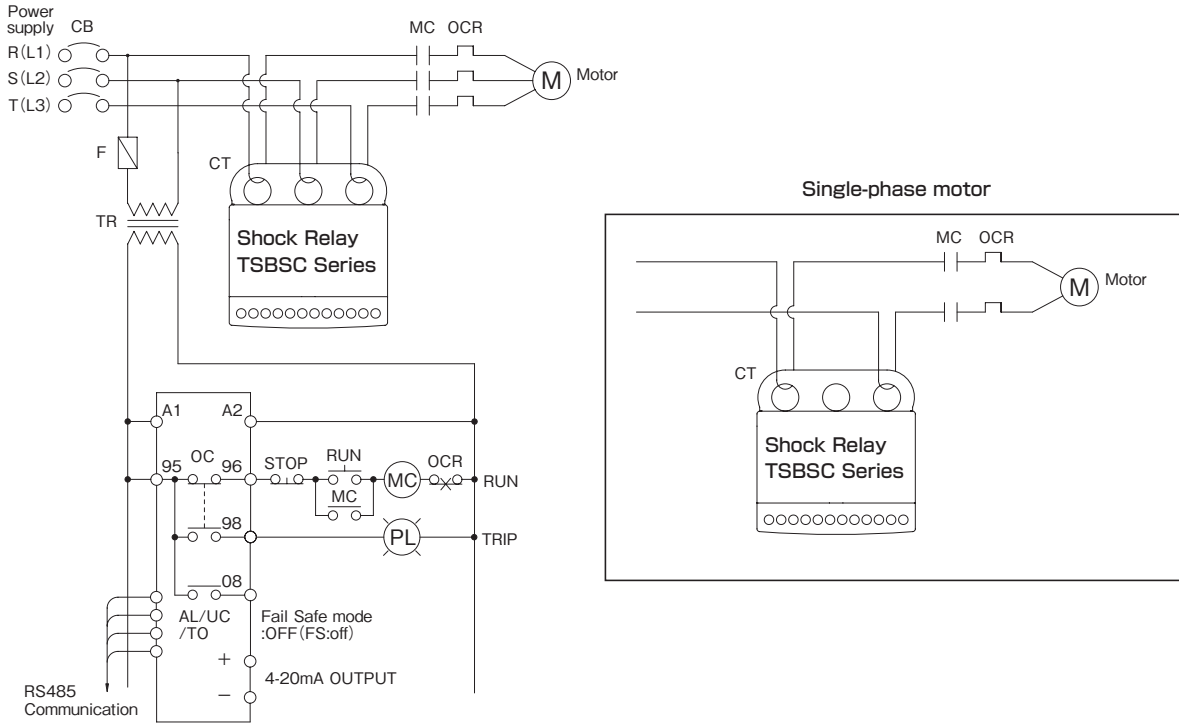 Power
supply
CB
MC OCR
R(L1)
S(L2)
T(L3)
M
Motor
F
CT
TR
Shock Relay
TSBSC Series
A1 A2
95 OC 96 STOP RUN MC OCR RUN
MC
98 PL TRIP
08
AL/UC
/TO
Fail Safe mode
:OFF(FS:off)
+
4-20mA OUTPUT
−
RS485
Communication
Single-phase motor
MC OCR
M
Motor
CT
Shock Relay
TSBSC Series